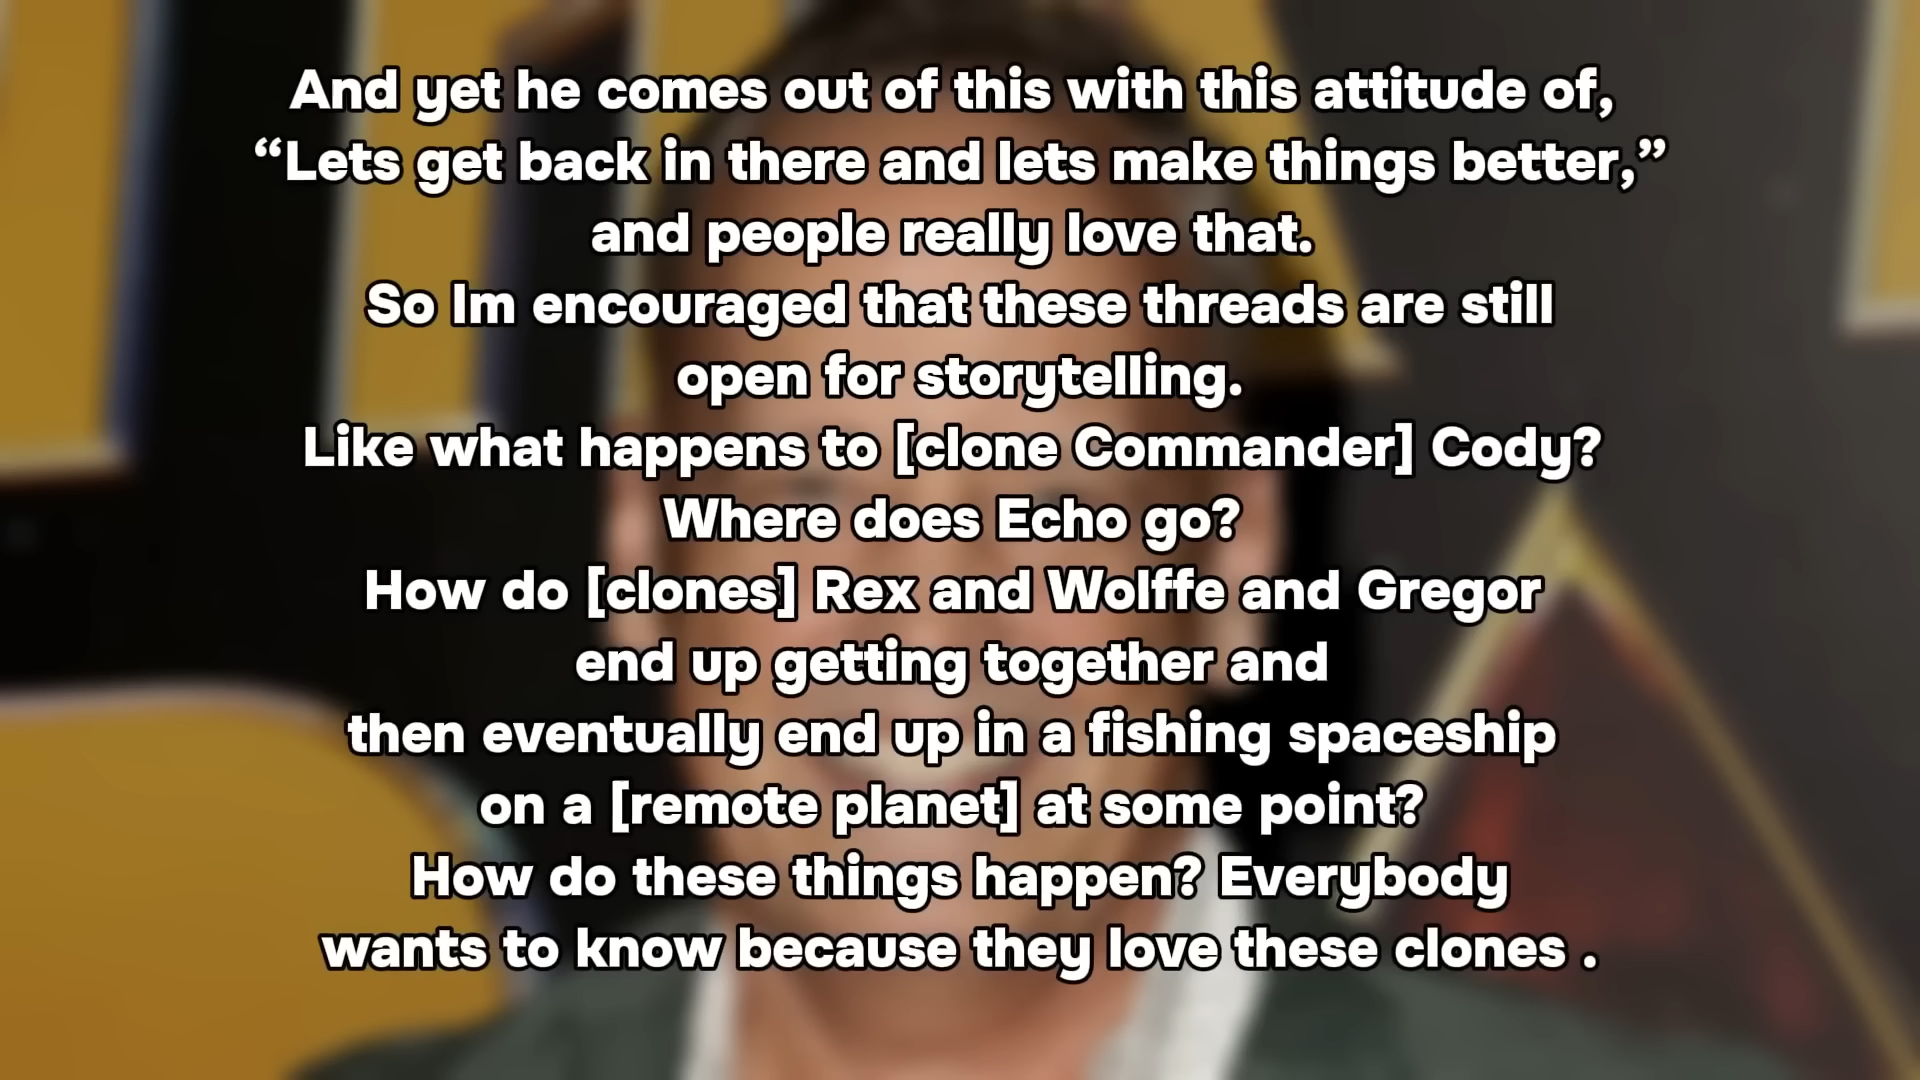 And yet he comes out of this with this attitude of,
“Lets get back in there and lets make things better,”
and people really love that.
So Im encouraged that these threads are still
open for storytelling.
Like what happens to [clone Commander] Cody?
Where does Echo go?
How do [clones] Rex and Wolffe and Gregor
end up getting together and
then eventually end up in a fishing spaceship
on a [remote planet] at some point?
How do these things happen? Everybody
wants to know because they love these clones .